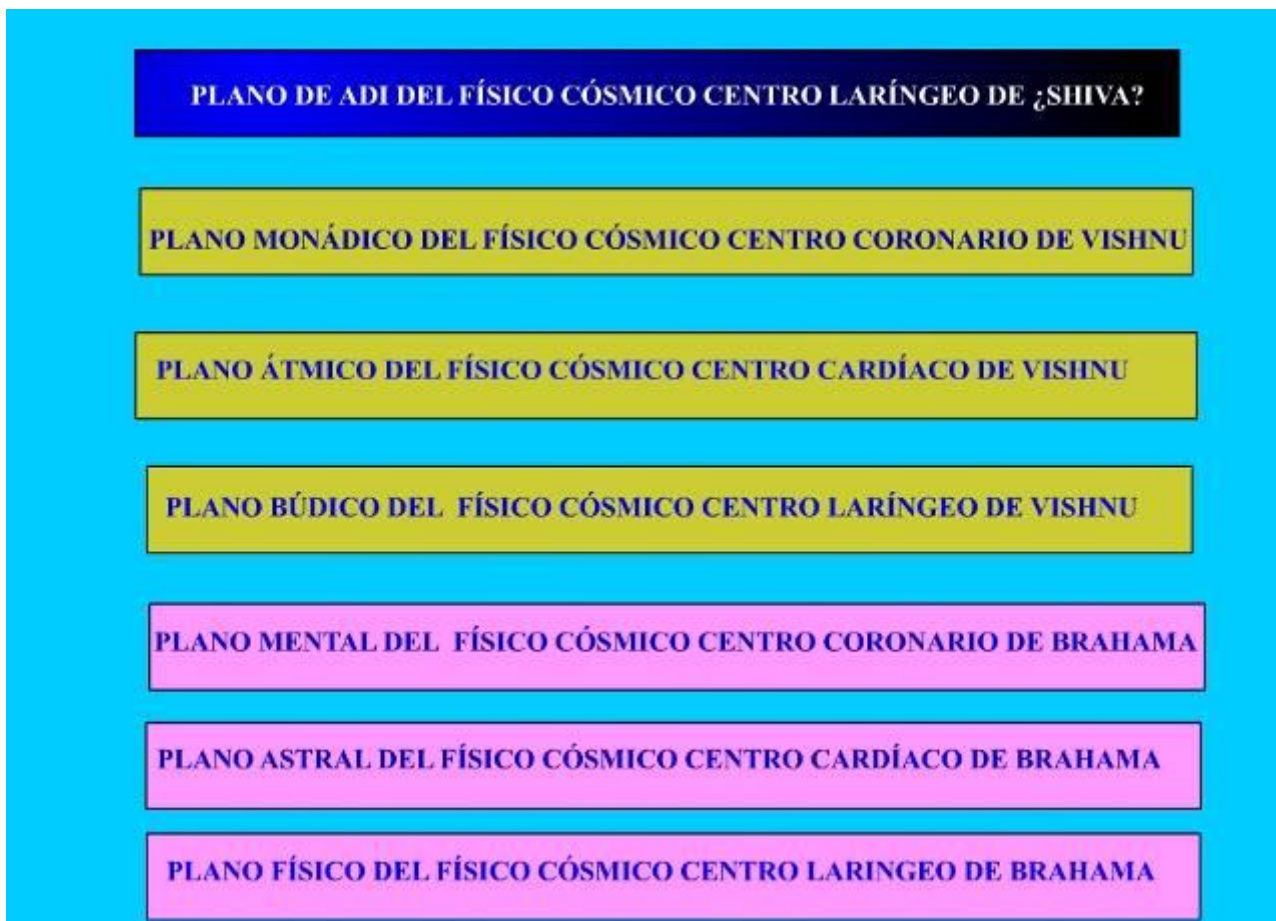 PLANO DE ADI DEL FÍSICO CÓSMICO CENTRO LARÍNGEO DE ¿SHIVA?
PLANO MONÁDICO DEL FÍSICO CÓSMICO CENTRO CORONARIO DE VISHNU
PLANO ÁTMICO DEL FÍSICO CÓSMICO CENTRO CARDÍACO DE VISHNU
PLANO BÚDICO DEL FÍSICO CÓSMICO CENTRO LARÍNGEO DE VISHNU
PLANO MENTAL DEL FÍSICO CÓSMICO CENTRO CORONARIO DE BRAHAMA
PLANO ASTRAL DEL FÍSICO CÓSMICO CENTRO CARDÍACO DE BRAHAMA
PLANO FÍSICO DEL FÍSICO CÓSMICO CENTRO LARINGEO DE BRAHAMA